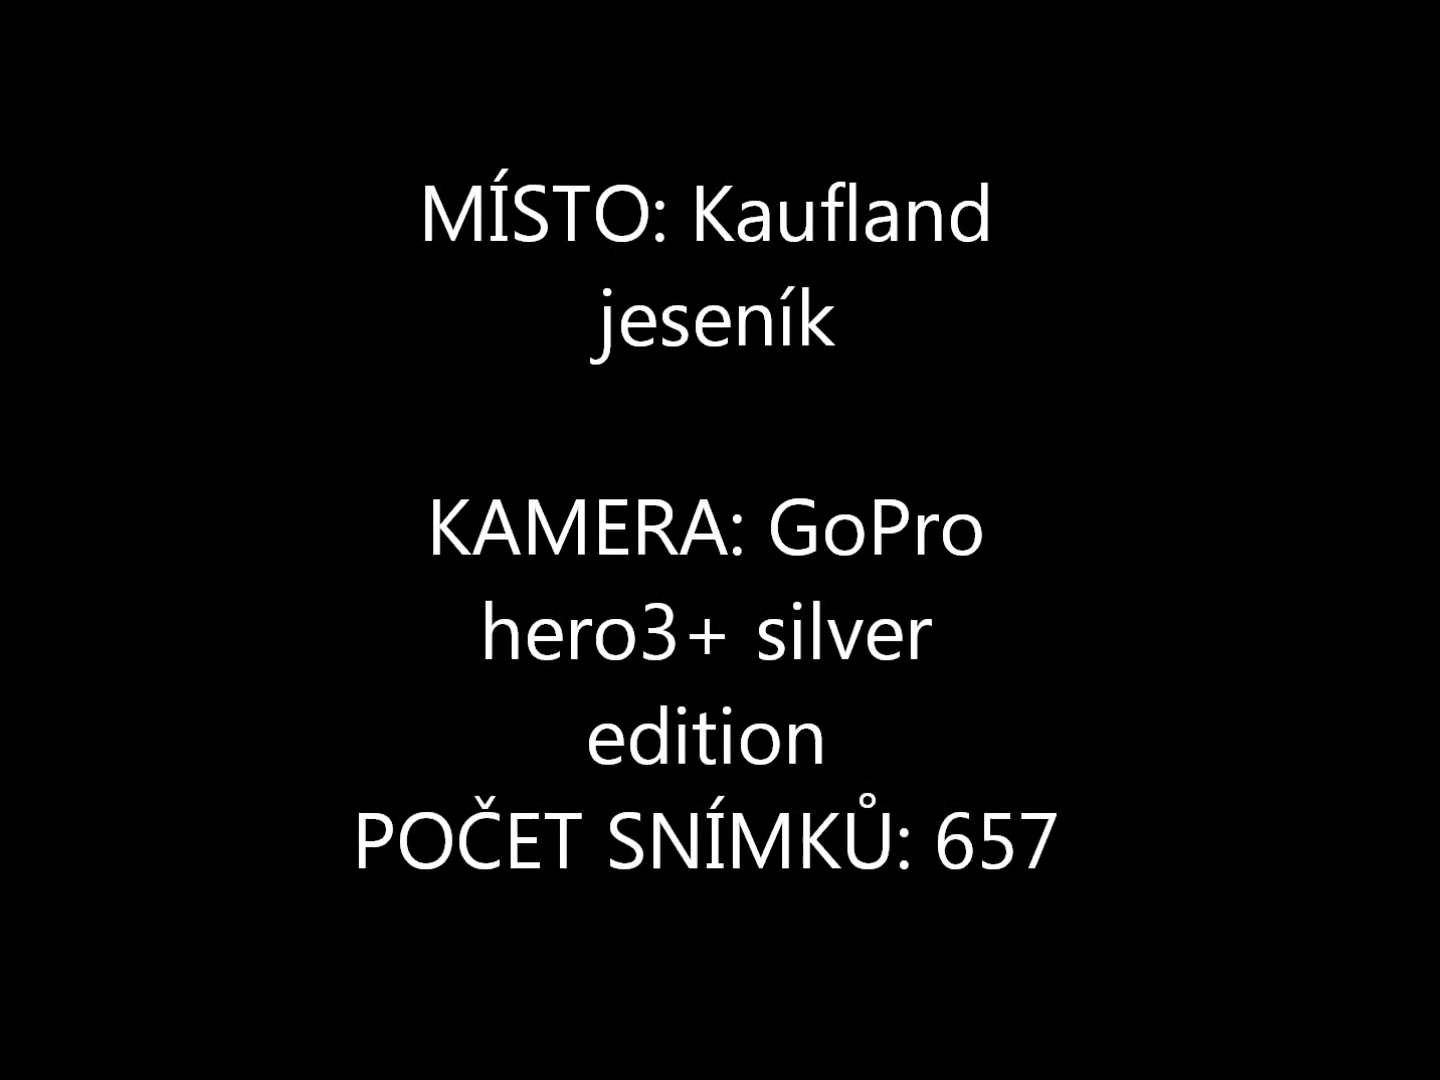 MÍSTO: Kaufland
jeseník
KAMERA: GoPro
hero3+ silver
edition
POČET SNÍMKŮ: 657